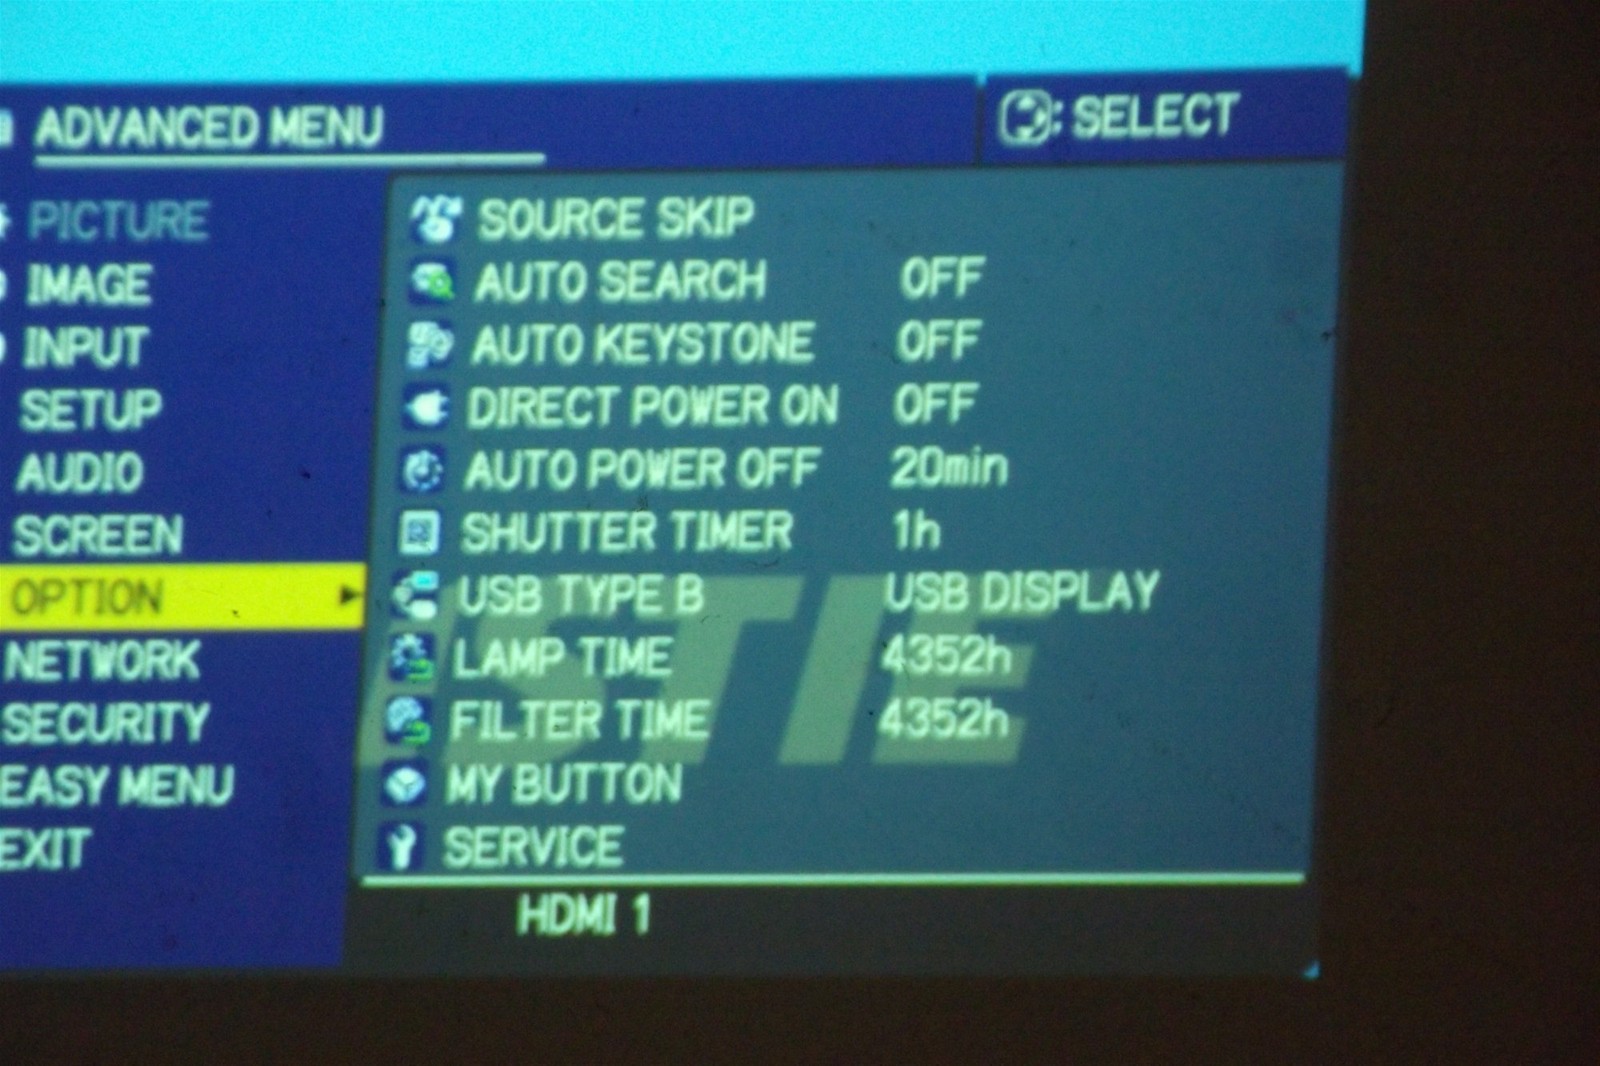 ADVANCED MENU
: SELECT
PICTURE
IMAGE
INPUT
SETUP
AUDIO
SCREEN
OPTION
NETWORK
SECURITY
EASY MENU
EXIT
SOURCE SKIP
AUTO SEARCH OFF
AUTO KEYSTONE OFF
DIRECT POWER ON OFF
AUTO POWER OFF 20min
SHUTTER TIMER 1h
USB TYPE B USB DISPLAY
LAMP TIME 4352h
FILTER TIME 4352h
MY BUTTON
SERVICE
HDMI 1